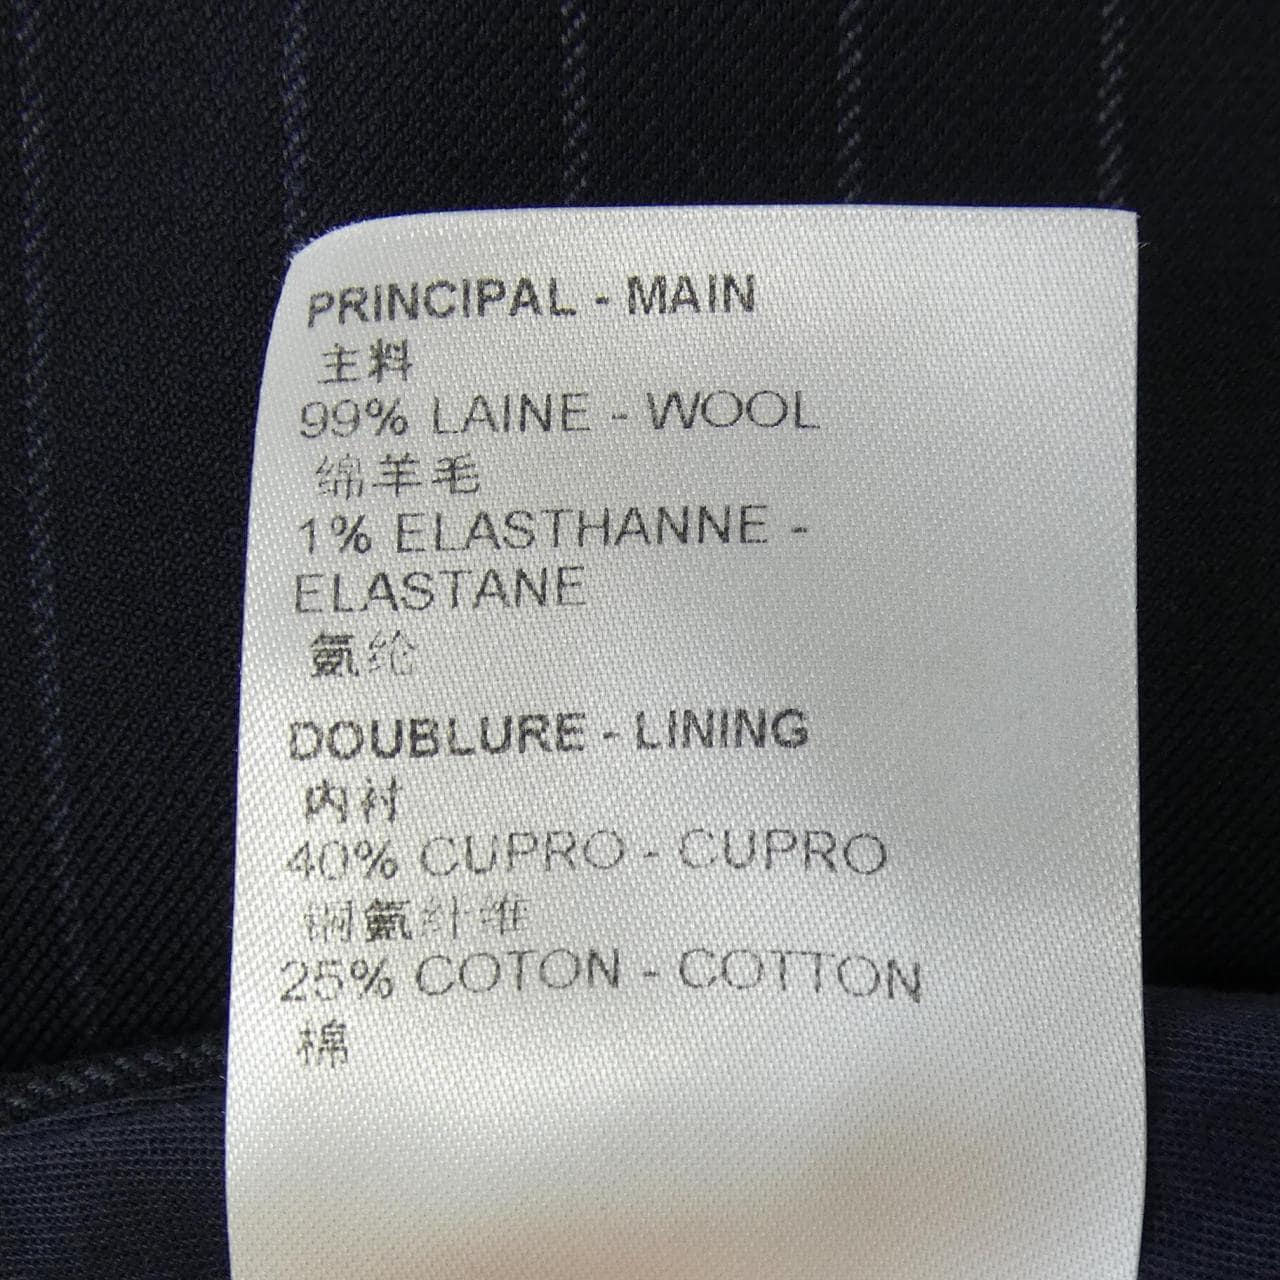 PRINCIPAL - MAIN
主料
99% LAINE - WOOL
绵羊毛
1% ELASTHANNE -
ELASTANE
氨纶
DOUBLURE - LINING
内衬
40% CUPRO - CUPRO
铜氨纤维
25% COTON - COTTON
棉